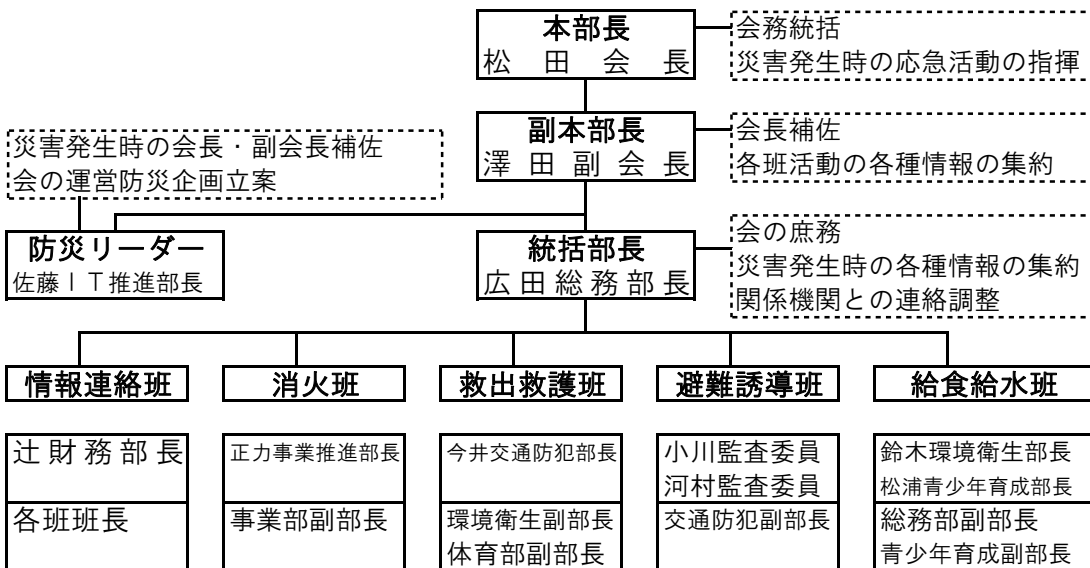 本部長
松田会長
会務統括
災害発生時の応急活動の指揮
副本部長
澤田副会長
会長補佐
各班活動の各種情報の集約
災害発生時の会長・副会長補佐
会の運営防災企画立案
防災リーダー
佐藤ＩＴ推進部長
統括部長
広田総務部長
会の庶務
災害発生時の各種情報の集約
関係機関との連絡調整
情報連絡班
消火班
救出救護班
避難誘導班
給食給水班
辻財務部長
各班班長
正力事業推進部長
事業部副部長
今井交通防犯部長
環境衛生副部長
体育部副部長
小川監査委員
河村監査委員
交通防犯副部長
鈴木環境衛生部長
松浦青少年育成部長
総務部副部長
青少年育成副部長